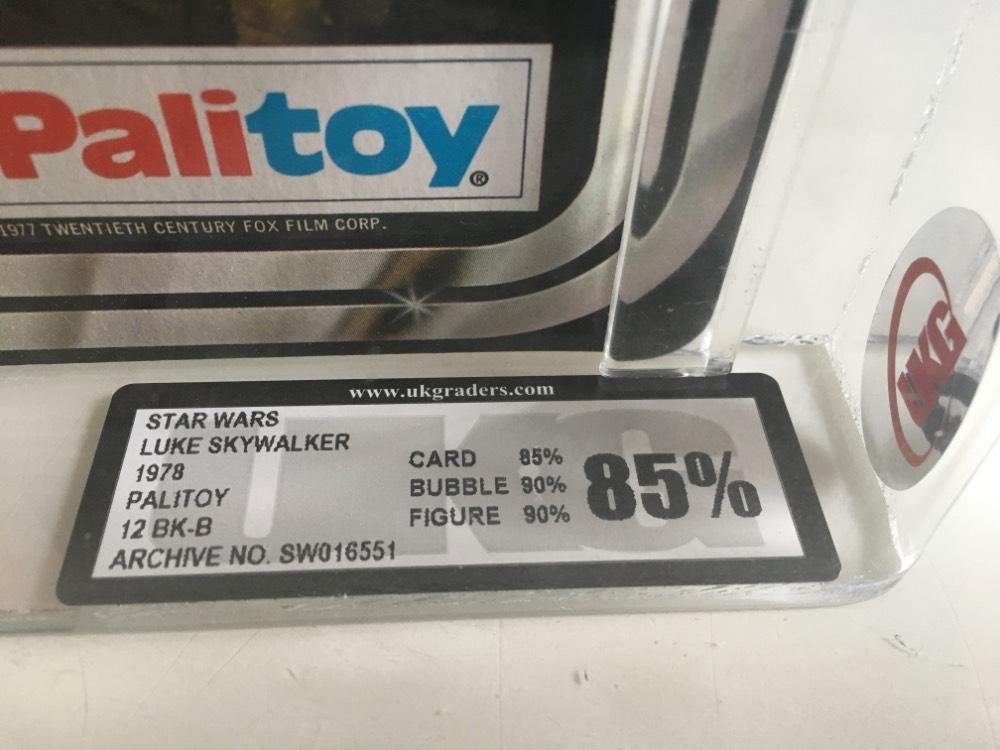 Palitoy®
1977 TWENTIETH CENTURY FOX FILM CORP.
www.ukgraders.com
STAR WARS
LUKE SKYWALKER
1978
PALITOY
12 BK-B
ARCHIVE NO. SW016551
CARD 85%
BUBBLE 90%
FIGURE 90%
85%
UKG
UKG